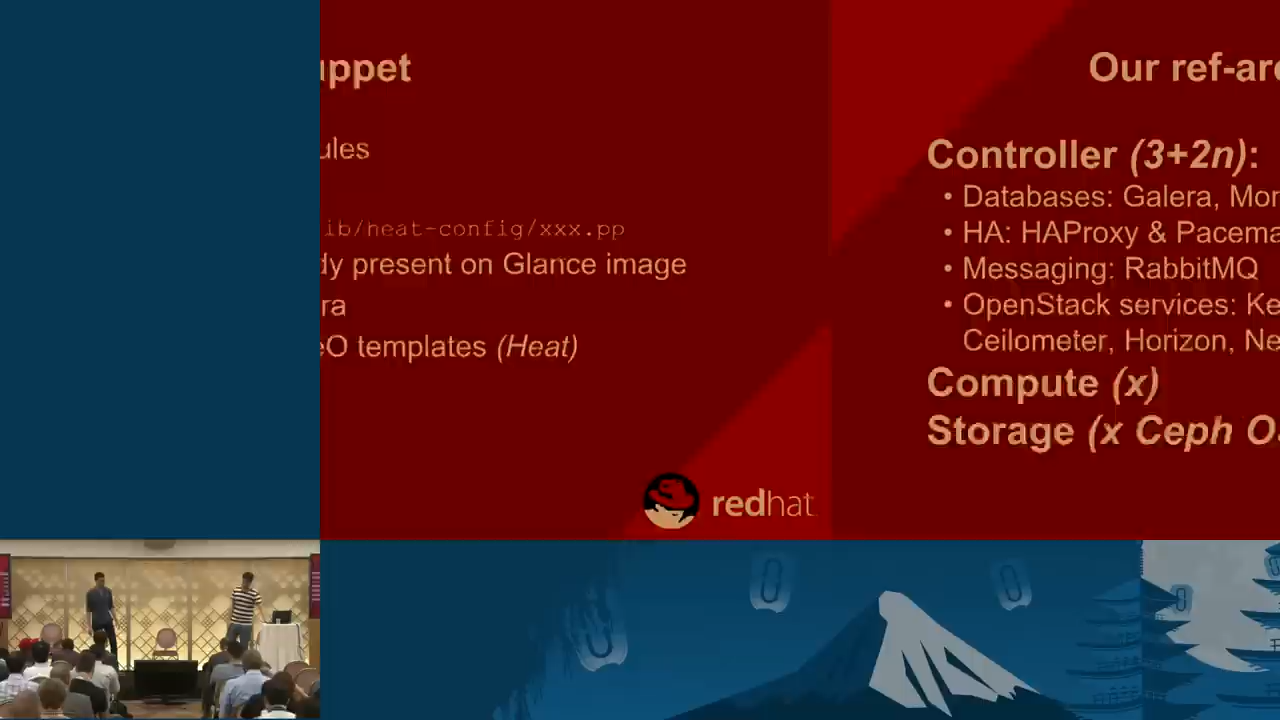 uppet
ules
ib/heat-config/xxx.pp
dy present on Glance image
ra
eO templates (Heat)
redhat
Our ref-arc
Controller (3+2n):
• Databases: Galera, Mon
• HA: HAProxy & Pacema
• Messaging: RabbitMQ
• OpenStack services: Ke
Ceilometer, Horizon, Ne
Compute (x)
Storage (x Ceph OS